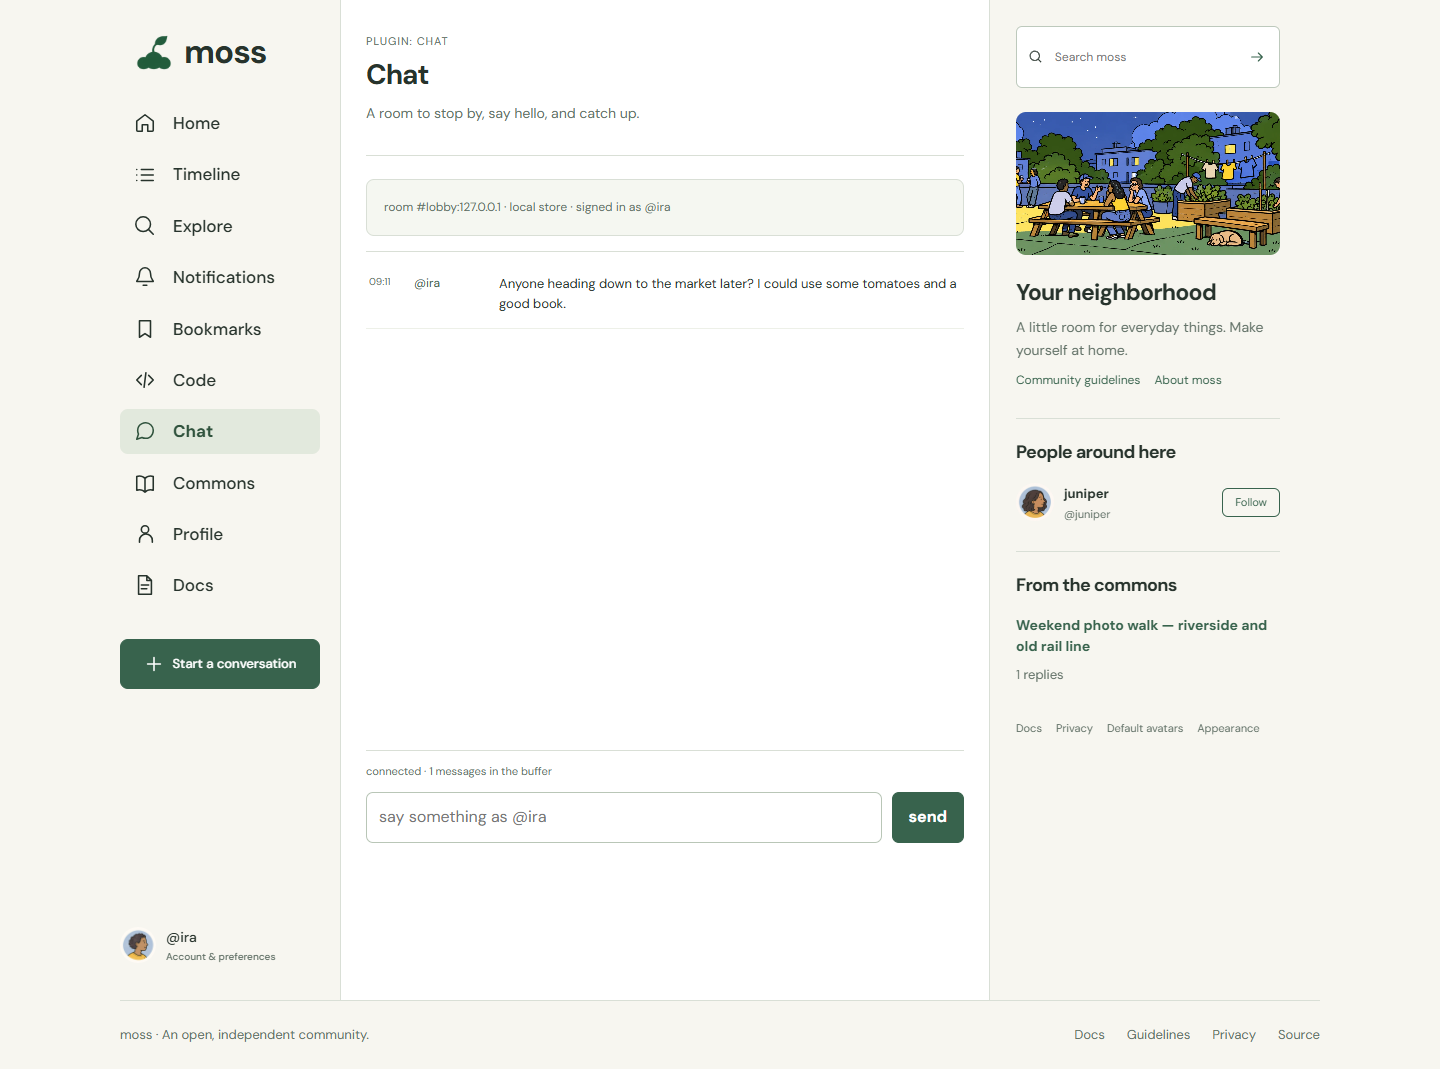 moss
Home
Timeline
Explore
Notifications
Bookmarks
Code
Chat
Commons
Profile
Docs
Start a conversation
@ira
Account & preferences
PLUGIN: CHAT
Chat
A room to stop by, say hello, and catch up.
room #lobby:127.0.0.1 · local store · signed in as @ira
09:11 @ira Anyone heading down to the market later? I could use some tomatoes and a
good book.
connected · 1 messages in the buffer
say something as @ira
send
Search moss
Your neighborhood
A little room for everyday things. Make
yourself at home.
Community guidelines About moss
People around here
juniper
@juniper
Follow
From the commons
Weekend photo walk — riverside and
old rail line
1 replies
Docs Privacy Default avatars Appearance
moss · An open, independent community.
Docs Guidelines Privacy Source